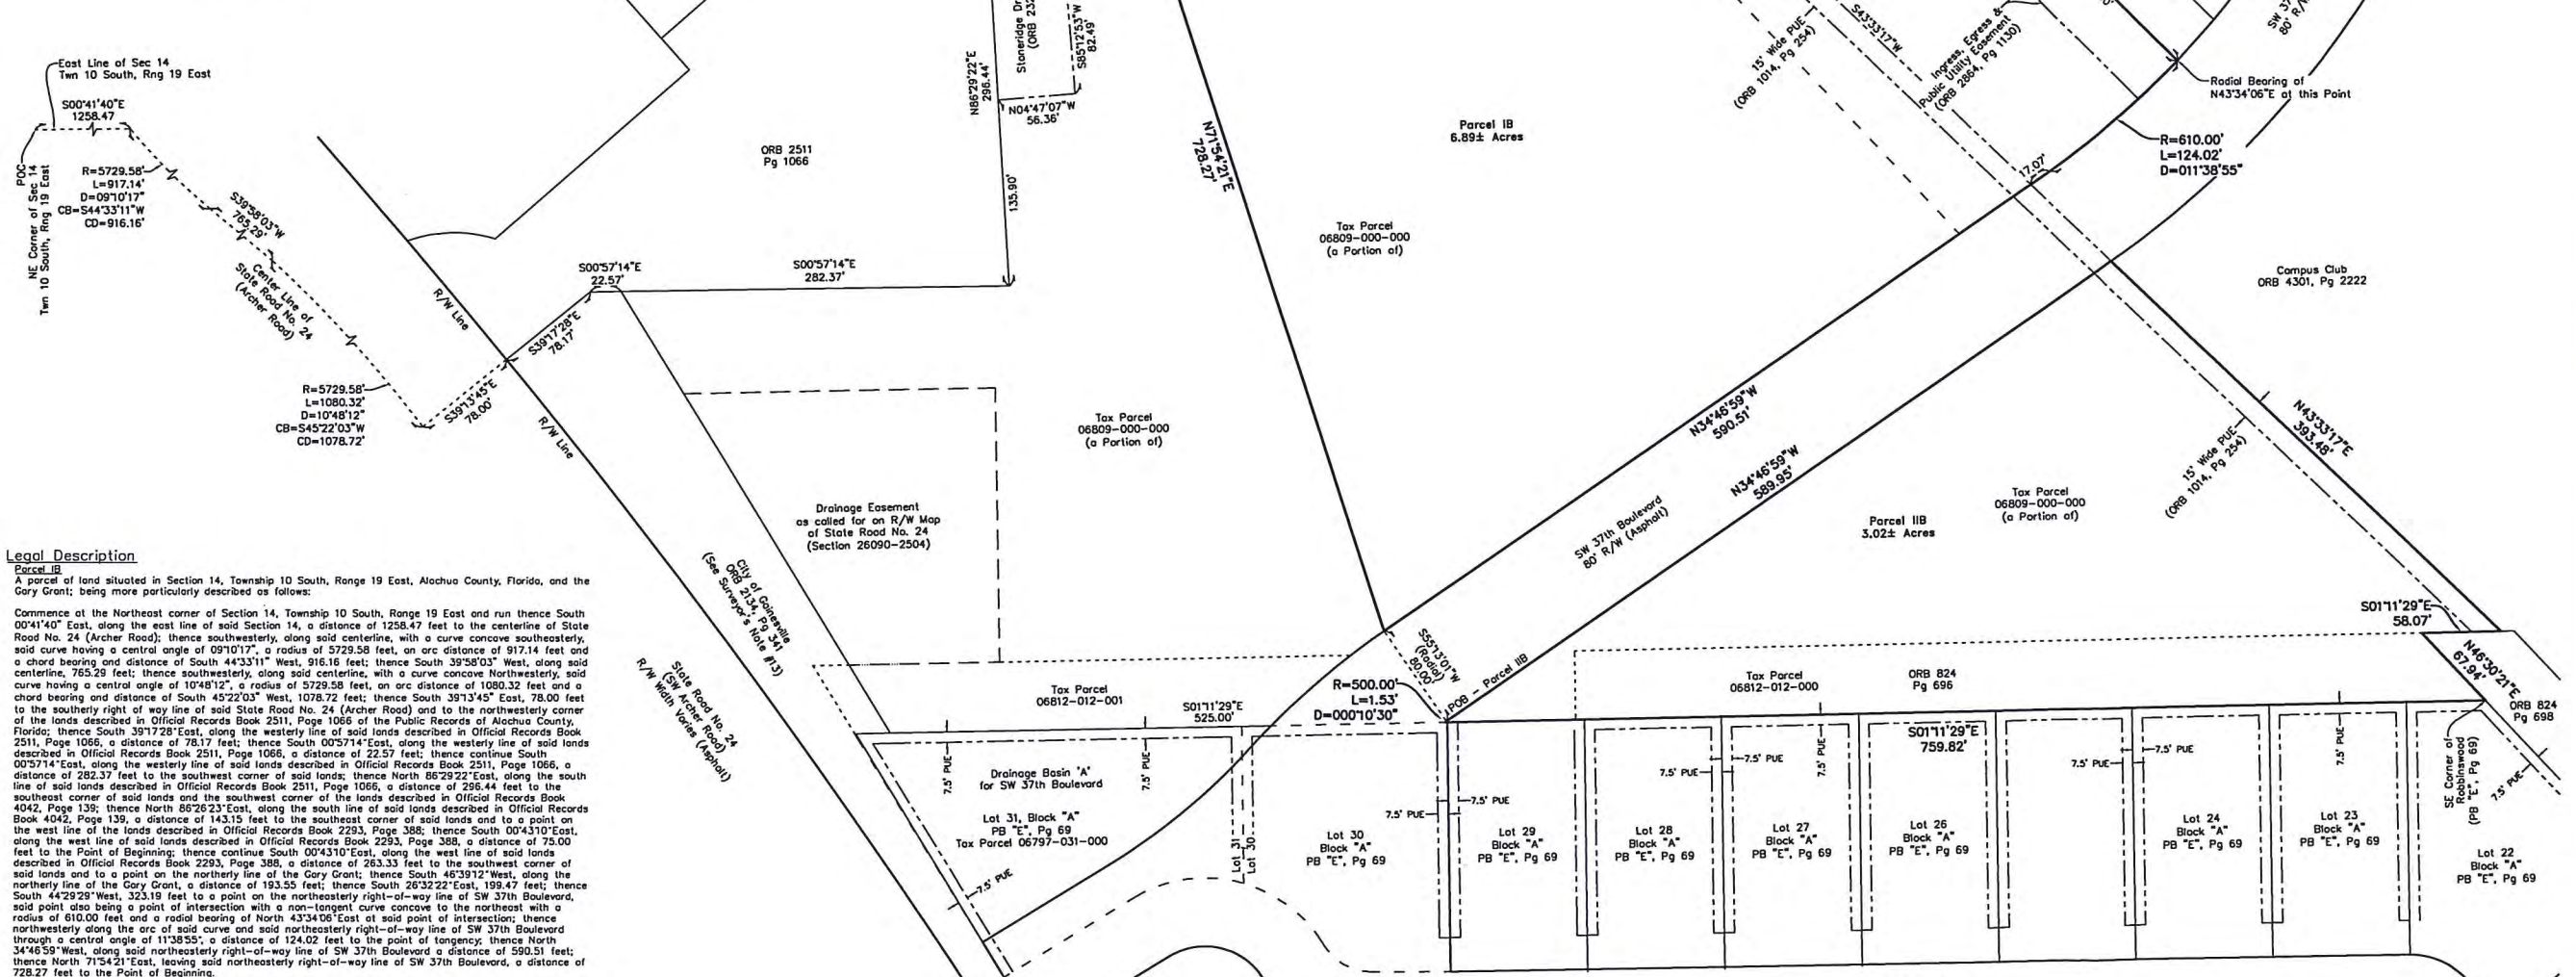 East Line of Sec 14
Twn 10 South, Rng 19 East
S00°41'40"E
1258.47
POC
NE Corner of Sec 14
Twn 10 South, Rng 19 East
R=5729.58'
L=917.14'
D=09°10'17"
CB=S44°33'11"W
CD=916.16'
S39°58'03"W
765.29'
Center Line of
State Road No. 24
(Archer Road)
R=5729.58'
L=1080.32'
D=10°48'12"
CB=S45°22'03"W
CD=1078.72'
S39°13'45"E
78.00'
R/W Line
R/W Line
S39°17'28"E
78.17'
S00°57'14"E
22.57'
S00°57'14"E
282.37'
ORB 2511
Pg 1066
N86°29'22"E
296.44'
135.90'
Stoneridge Dr
(ORB 232
S85°12'53"W
82.49'
N04°47'07"W
56.36'
N71°54'21"E
728.27'
Parcel IB
6.89± Acres
Tax Parcel
06809-000-000
(a Portion of)
15' Wide PUE
(ORB 1014, Pg 254)
S43°33'17"W
Ingress, Egress &
Public Utility Easement
(ORB 2864, Pg 1130)
SW 37
80' R/W
Radial Bearing of
N43°34'06"E at this Point
R=610.00'
L=124.02'
D=011°38'55"
17.07'
Campus Club
ORB 4301, Pg 2222
Tax Parcel
06809-000-000
(a Portion of)
Drainage Easement
as called for on R/W Map
of State Road No. 24
(Section 26090-2504)
N34°46'59"W
590.51'
N34°46'59"W
589.95'
SW 37th Boulevard
80' R/W (Asphalt)
N43°33'17"E
393.48'
15' Wide PUE
(ORB 1014, Pg 254)
Tax Parcel
06809-000-000
(a Portion of)
Parcel IIB
3.02± Acres
City of Gainesville
ORB 2134, Pg 341
(See Surveyor's Note #13)
State Road No. 24
(SW Archer Road)
R/W Width Varies (Asphalt)
S55°13'01"W
(Radial)
80.00'
POB - Parcel IIB
R=500.00'
L=1.53'
D=000°10'30"
Tax Parcel
06812-012-001
S01°11'29"E
525.00'
Tax Parcel
06812-012-000
ORB 824
Pg 696
S01°11'29"E
58.07'
N46°30'21"E
67.94'
ORB 824
Pg 698
S01°11'29"E
759.82'
SE Corner of
Robbinswood
(PB "E", Pg 69)
7.5' PUE
7.5' PUE
7.5' PUE
7.5' PUE
7.5' PUE
7.5' PUE
7.5' PUE
7.5' PUE
7.5' PUE
7.5' PUE
7.5' PUE
7.5' PUE
Drainage Basin 'A'
for SW 37th Boulevard
Lot 31, Block "A"
PB "E", Pg 69
Tax Parcel 06797-031-000
Lot 31
Lot 30
Lot 30
Block "A"
PB "E", Pg 69
Lot 29
Block "A"
PB "E", Pg 69
Lot 28
Block "A"
PB "E", Pg 69
Lot 27
Block "A"
PB "E", Pg 69
Lot 26
Block "A"
PB "E", Pg 69
Lot 24
Block "A"
PB "E", Pg 69
Lot 23
Block "A"
PB "E", Pg 69
Lot 22
Block "A"
PB "E", Pg 69
Legal Description
Parcel IB
A parcel of land situated in Section 14, Township 10 South, Range 19 East, Alachua County, Florida, and the
Gary Grant; being more particularly described as follows:
Commence at the Northeast corner of Section 14, Township 10 South, Range 19 East and run thence South
00°41'40" East, along the east line of said Section 14, a distance of 1258.47 feet to the centerline of State
Road No. 24 (Archer Road); thence southwesterly, along said centerline, with a curve concave southeasterly,
said curve having a central angle of 09°10'17", a radius of 5729.58 feet, an arc distance of 917.14 feet and
a chord bearing and distance of South 44°33'11" West, 916.16 feet; thence South 39°58'03" West, along said
centerline, 765.29 feet; thence southwesterly, along said centerline, with a curve concave Northwesterly, said
curve having a central angle of 10°48'12", a radius of 5729.58 feet, an arc distance of 1080.32 feet and a
chord bearing and distance of South 45°22'03" West, 1078.72 feet; thence South 39°13'45" East, 78.00 feet
to the southerly right of way line of said State Road No. 24 (Archer Road) and to the northwesterly corner
of the lands described in Official Records Book 2511, Page 1066 of the Public Records of Alachua County,
Florida; thence South 39°17'28"East, along the westerly line of said lands described in Official Records Book
2511, Page 1066, a distance of 78.17 feet; thence South 00°57'14"East, along the westerly line of said lands
described in Official Records Book 2511, Page 1066, a distance of 22.57 feet; thence continue South
00°57'14"East, along the westerly line of said lands described in Official Records Book 2511, Page 1066, a
distance of 282.37 feet to the southwest corner of said lands; thence North 86°29'22"East, along the south
line of said lands described in Official Records Book 2511, Page 1066, a distance of 296.44 feet to the
southeast corner of said lands and the southwest corner of the lands described in Official Records Book
4042, Page 139; thence North 86°26'23"East, along the south line of said lands described in Official Records
Book 4042, Page 139, a distance of 143.15 feet to the southeast corner of said lands and to a point on
the west line of the lands described in Official Records Book 2293, Page 388; thence South 00°43'10"East,
along the west line of said lands described in Official Records Book 2293, Page 388, a distance of 75.00
feet to the Point of Beginning; thence continue South 00°43'10"East, along the west line of said lands
described in Official Records Book 2293, Page 388, a distance of 263.33 feet to the southwest corner of
said lands and to a point on the northerly line of the Gary Grant; thence South 46°39'12"West, along the
northerly line of the Gary Grant, a distance of 193.55 feet; thence South 26°32'22"East, 199.47 feet; thence
South 44°29'29"West, 323.19 feet to a point on the northeasterly right-of-way line of SW 37th Boulevard,
said point also being a point of intersection with a non-tangent curve concave to the northeast with a
radius of 610.00 feet and a radial bearing of North 43°34'06"East at said point of intersection; thence
northwesterly along the arc of said curve and said northeasterly right-of-way line of SW 37th Boulevard
through a central angle of 11°38'55", a distance of 124.02 feet to the point of tangency; thence North
34°46'59"West, along said northeasterly right-of-way line of SW 37th Boulevard a distance of 590.51 feet;
thence North 71°54'21"East, leaving said northeasterly right-of-way line of SW 37th Boulevard, a distance of
728.27 feet to the Point of Beginning.